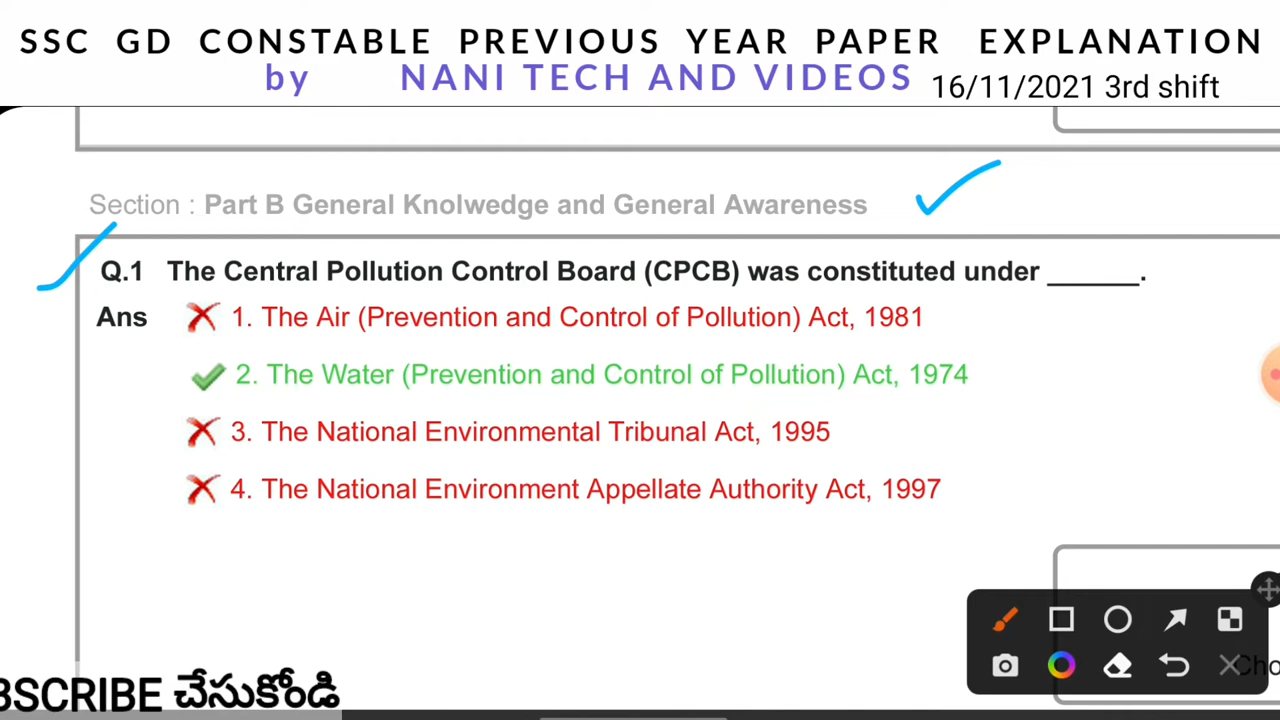 SSC GD CONSTABLE PREVIOUS YEAR PAPER EXPLANATION
by NANI TECH AND VIDEOS 16/11/2021 3rd shift
Section : Part B General Knolwedge and General Awareness
Q.1 The Central Pollution Control Board (CPCB) was constituted under ______.
Ans 1. The Air (Prevention and Control of Pollution) Act, 1981
2. The Water (Prevention and Control of Pollution) Act, 1974
3. The National Environmental Tribunal Act, 1995
4. The National Environment Appellate Authority Act, 1997
Cho
BSCRIBE చేసుకోండి